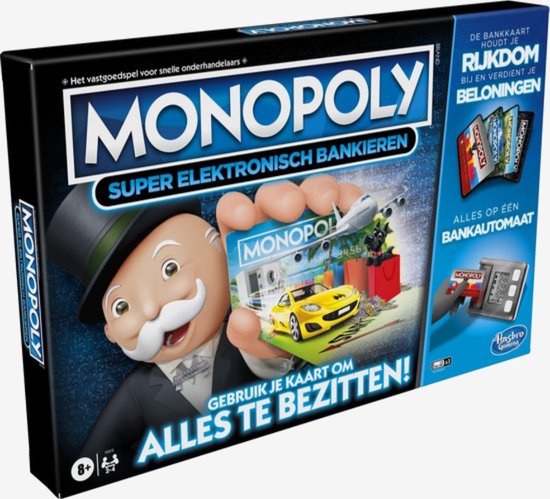 Het vastgoedspel voor snelle onderhandelaars
MONOPOLY
SUPER ELEKTRONISCH BANKIEREN
MONOPOLY
GEBRUIK JE KAART OM
ALLES TE BEZITTEN!
8+
2-4
DE BANKKAART
HOUDT JE
RIJKDOM
BIJ EN VERDIENT JE
BELONINGEN
ALLES OP ÉÉN
BANKAUTOMAAT
MONOPOLY
Hasbro
Gaming
MONOPOLY